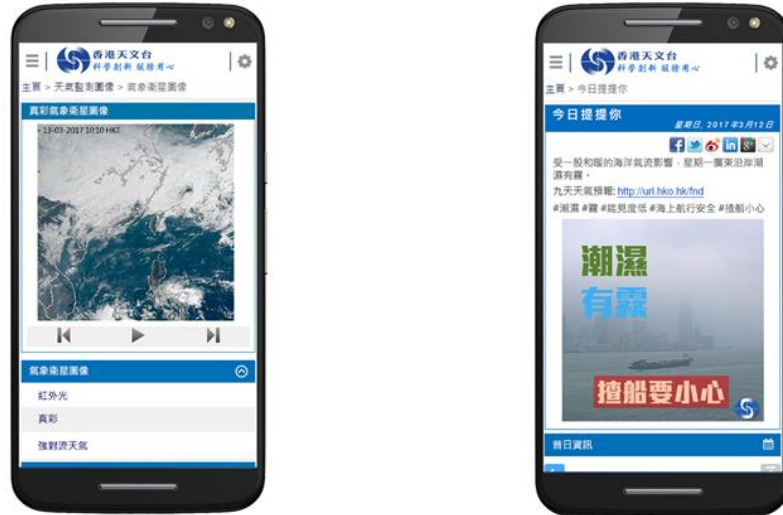 香港天文台
科學創新 服務用心
主頁 > 天氣監測圖像 > 氣象衛星圖像
真彩氣象衛星圖像
13-03-2017 10:10 HKT
氣象衛星圖像
紅外光
真彩
強對流天氣
香港天文台
科學創新 服務用心
主頁 > 今日提提你
今日提提你
星期日, 2017年3月12日
受一股和暖的海洋氣流影響，星期一廣東沿岸潮
濕有霧。
九天天氣預報: http://url.hko.hk/fnd
#潮濕 #霧 #能見度低 #海上航行安全 #揸船小心
潮濕
有霧
揸船要小心
昔日資訊